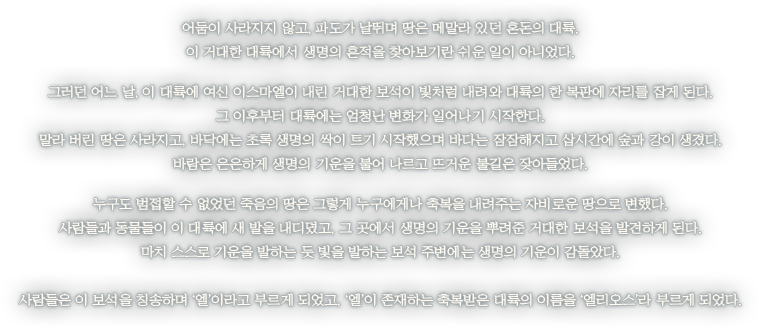 어둠이 사라지지 않고, 파도가 날뛰며 땅은 메말라 있던 혼돈의 대륙.
이 거대한 대륙에서 생명의 흔적을 찾아보기란 쉬운 일이 아니었다.
그러던 어느 날, 이 대륙에 여신 이스마엘이 내린 거대한 보석이 빛처럼 내려와 대륙의 한 복판에 자리를 잡게 된다.
그 이후부터 대륙에는 엄청난 변화가 일어나기 시작한다.
말라 버린 땅은 사라지고, 바닥에는 초록 생명의 싹이 트기 시작했으며 바다는 잠잠해지고 삽시간에 숲과 강이 생겼다.
바람은 은은하게 생명의 기운을 불어 나르고 뜨거운 불길은 잦아들었다.
누구도 범접할 수 없었던 죽음의 땅은 그렇게 누구에게나 축복을 내려주는 자비로운 땅으로 변했다.
사람들과 동물들이 이 대륙에 새 발을 내디뎠고, 그 곳에서 생명의 기운을 뿌려준 거대한 보석을 발견하게 된다.
마치 스스로 기운을 발하는 듯 빛을 발하는 보석 주변에는 생명의 기운이 감돌았다.
사람들은 이 보석을 칭송하며 '엘'이라고 부르게 되었고, '엘'이 존재하는 축복받은 대륙의 이름을 '엘리오스'라 부르게 되었다.